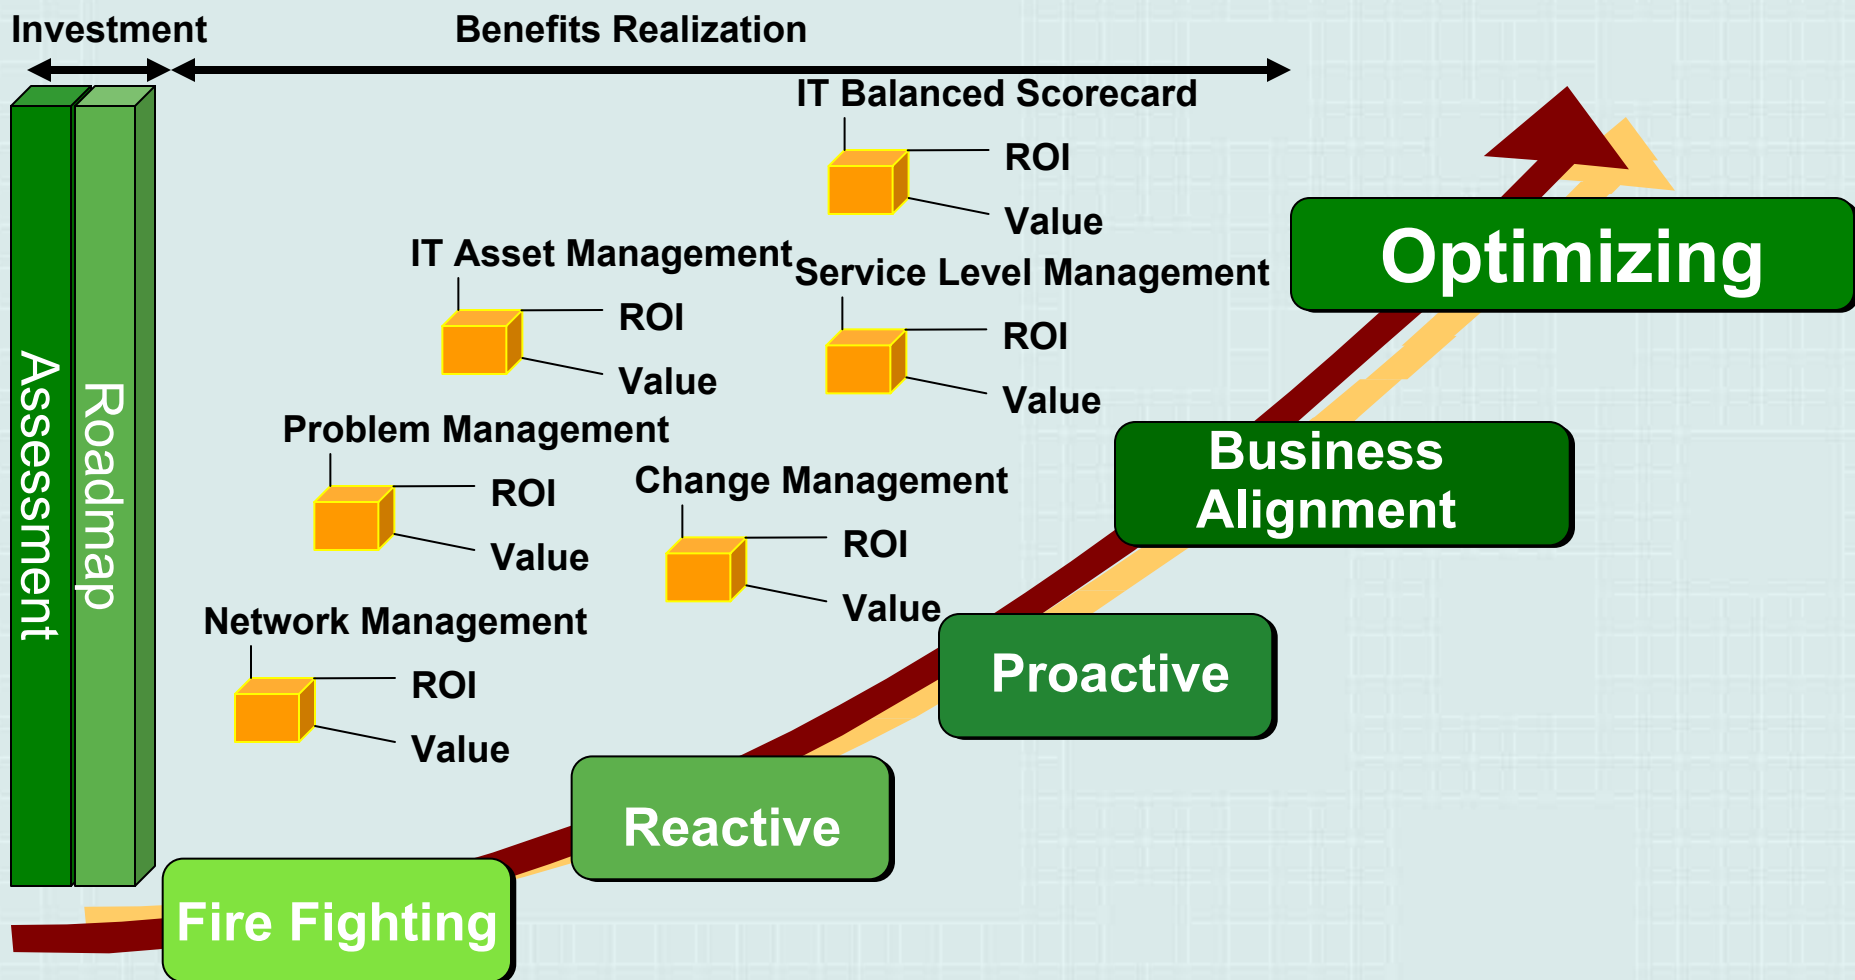 Investment
Benefits Realization
IT Balanced Scorecard
ROI
Value
IT Asset Management
ROI
Value
Service Level Management
ROI
Value
Problem Management
ROI
Value
Change Management
ROI
Value
Network Management
ROI
Value
Assessment
Roadmap
Optimizing
Business
Alignment
Proactive
Reactive
Fire Fighting